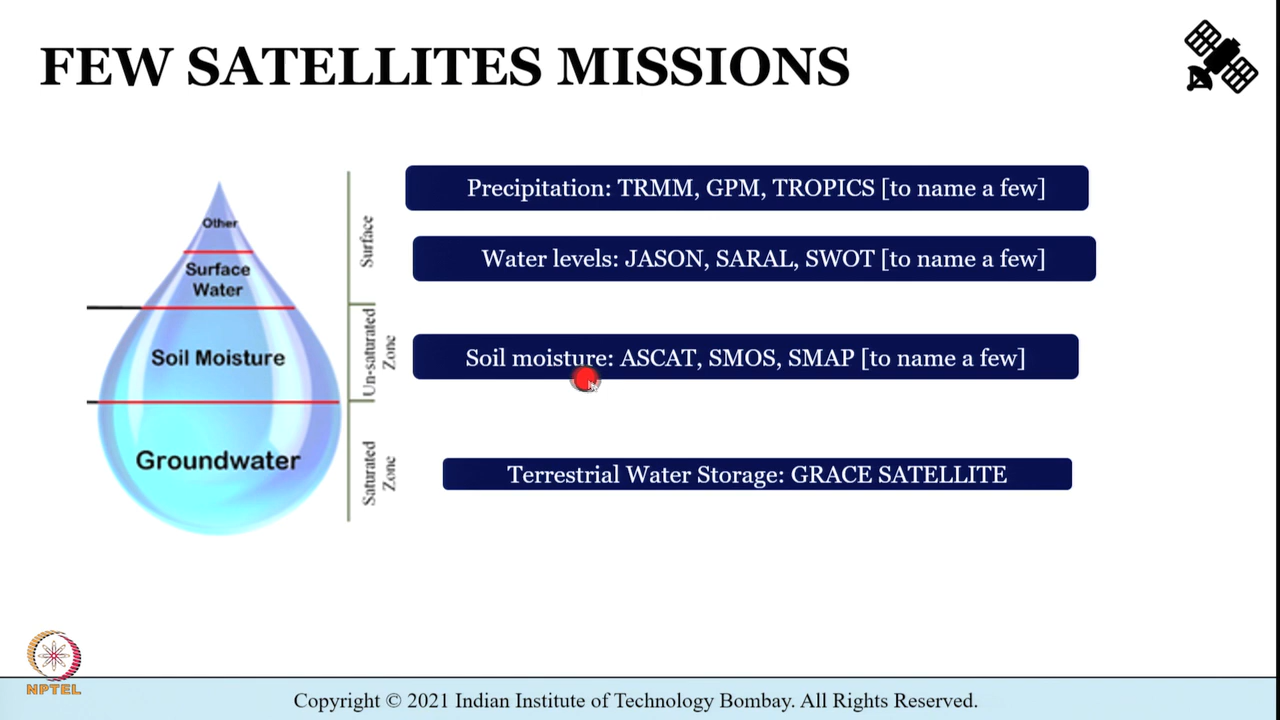 FEW SATELLITES MISSIONS
Other
Surface
Water
Soil Moisture
Groundwater
Surface
Un-saturated
Zone
Saturated
Zone
Precipitation: TRMM, GPM, TROPICS [to name a few]
Water levels: JASON, SARAL, SWOT [to name a few]
Soil moisture: ASCAT, SMOS, SMAP [to name a few]
Terrestrial Water Storage: GRACE SATELLITE
NPTEL
Copyright © 2021 Indian Institute of Technology Bombay. All Rights Reserved.